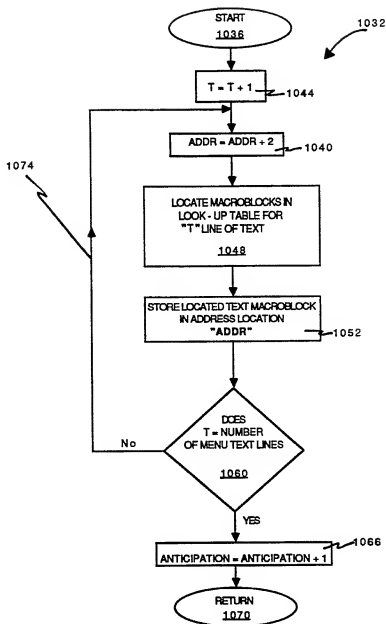 START
1036
1032
T = T + 1
1044
1074
ADDR = ADDR + 2
1040
LOCATE MACROBLOCKS IN
LOOK - UP TABLE FOR
"T" LINE OF TEXT
1048
STORE LOCATED TEXT MACROBLOCK
IN ADDRESS LOCATION
"ADDR"
1052
DOES
T = NUMBER
OF MENU TEXT LINES
1060
No
YES
1066
ANTICIPATION = ANTICIPATION + 1
RETURN
1070